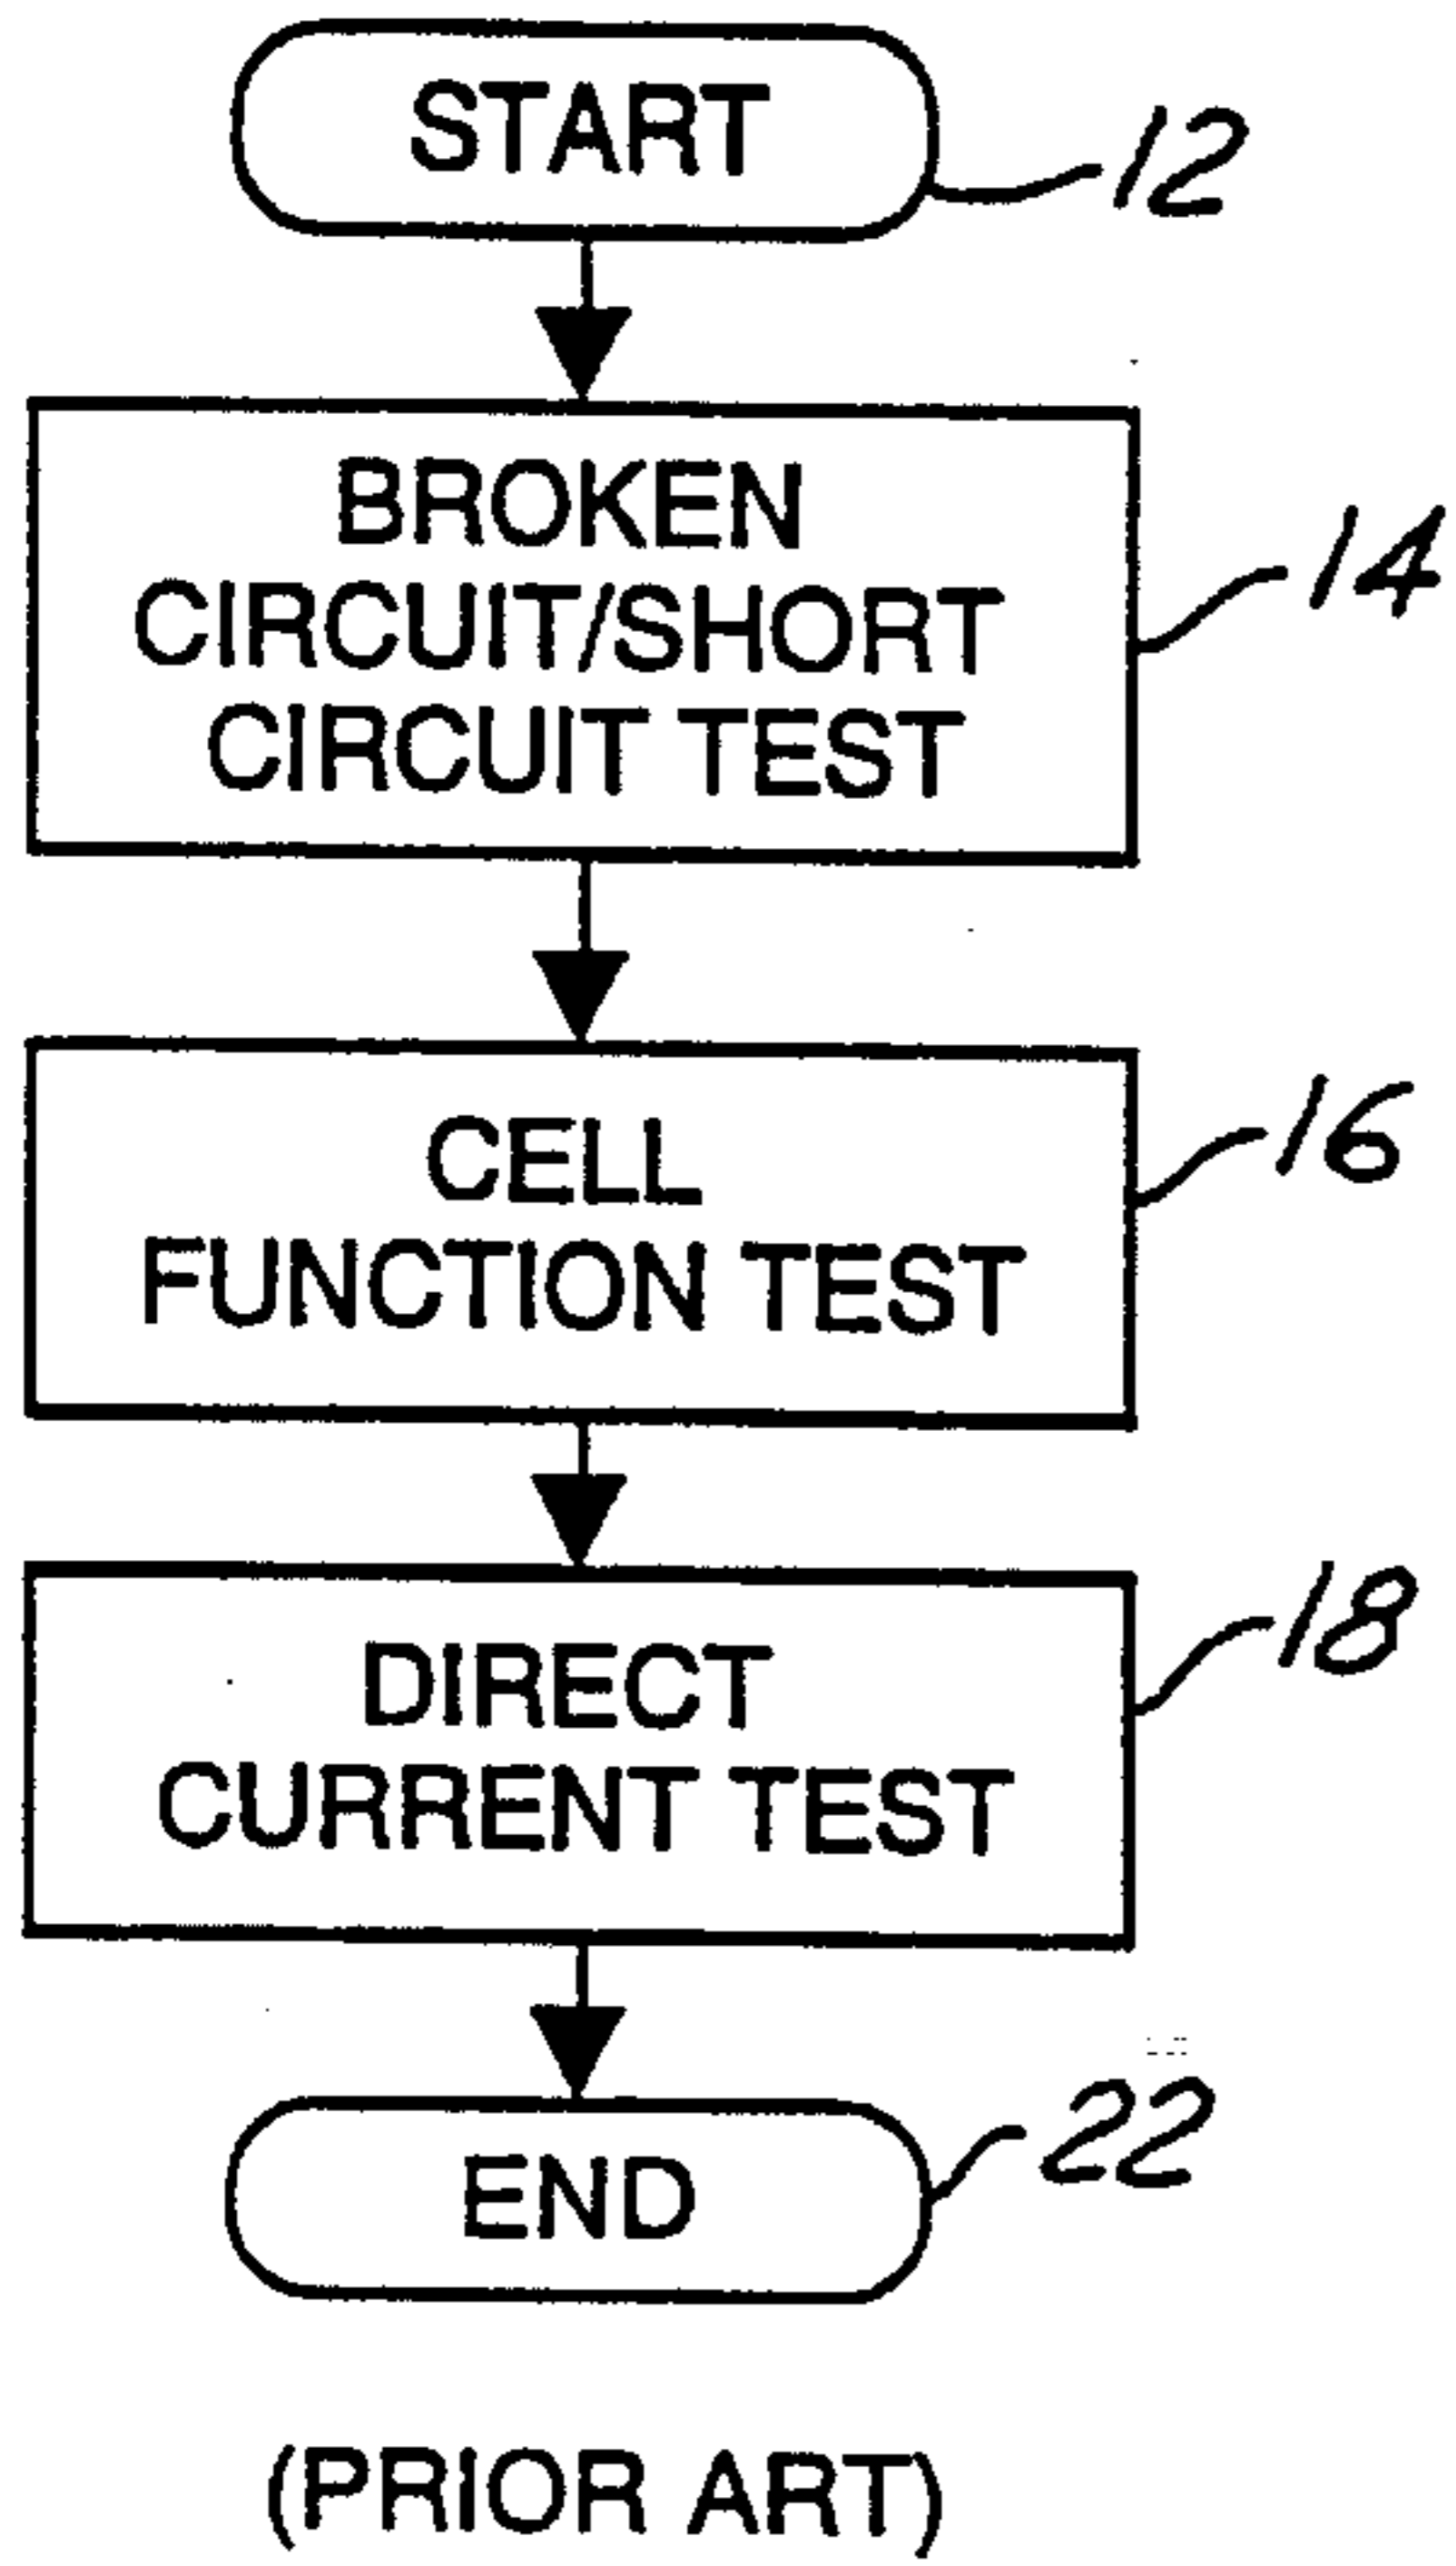 START
12
BROKEN
CIRCUIT/SHORT
CIRCUIT TEST
14
CELL
FUNCTION TEST
16
DIRECT
CURRENT TEST
18
END
22
(PRIOR ART)